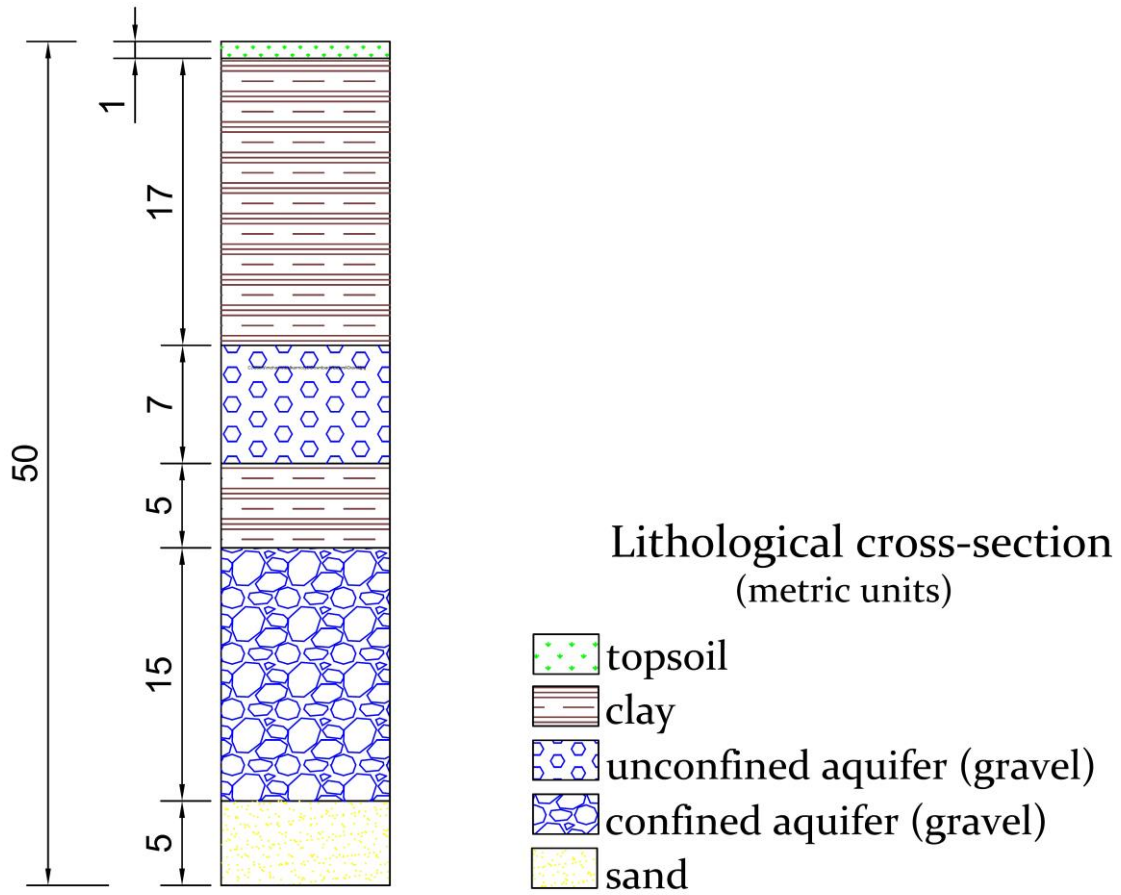 1
17
7
50
5
15
5
Lithological cross-section
(metric units)
topsoil
clay
unconfined aquifer (gravel)
confined aquifer (gravel)
sand